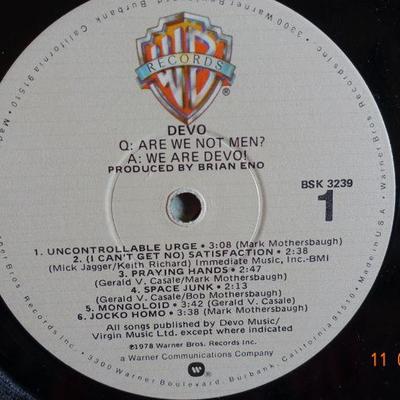 WB
RECORDS
®
DEVO
Q: ARE WE NOT MEN?
A: WE ARE DEVO!
PRODUCED BY BRIAN ENO
BSK 3239
1
1. UNCONTROLLABLE URGE • 3:08 (Mark Mothersbaugh)
2. (I CAN'T GET NO) SATISFACTION • 2:38
(Mick Jagger/Keith Richard) Immediate Music, Inc.-BMI
3. PRAYING HANDS • 2:47
(Gerald V. Casale/Mark Mothersbaugh)
4. SPACE JUNK • 2:13
(Gerald V. Casale/Bob Mothersbaugh)
5. MONGOLOID • 3:42 (Gerald V. Casale)
6. JOCKO HOMO • 3:38 (Mark Mothersbaugh)
All songs published by Devo Music/
Virgin Music Ltd. except where indicated
℗1978 Warner Bros. Records Inc.
a Warner Communications Company
3300 Warner Boulevard, Burbank, California 91510 • Made in U.S.A. • Warner Bros. Records Inc. •
11